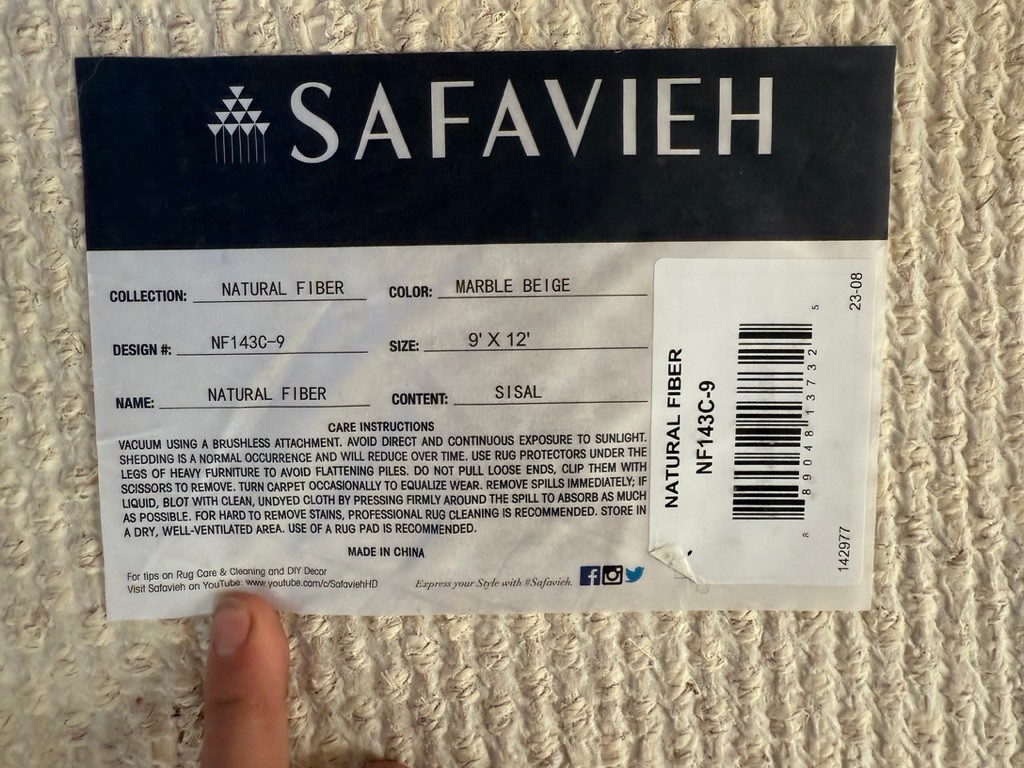 SAFAVIEH
COLLECTION: NATURAL FIBER COLOR: MARBLE BEIGE
DESIGN #: NF143C-9 SIZE: 9' X 12'
NAME: NATURAL FIBER CONTENT: SISAL
CARE INSTRUCTIONS
VACUUM USING A BRUSHLESS ATTACHMENT. AVOID DIRECT AND CONTINUOUS EXPOSURE TO SUNLIGHT.
SHEDDING IS A NORMAL OCCURRENCE AND WILL REDUCE OVER TIME. USE RUG PROTECTORS UNDER THE
LEGS OF HEAVY FURNITURE TO AVOID FLATTENING PILES. DO NOT PULL LOOSE ENDS, CLIP THEM WITH
SCISSORS TO REMOVE. TURN CARPET OCCASIONALLY TO EQUALIZE WEAR. REMOVE SPILLS IMMEDIATELY; IF
LIQUID, BLOT WITH CLEAN, UNDYED CLOTH BY PRESSING FIRMLY AROUND THE SPILL TO ABSORB AS MUCH
AS POSSIBLE. FOR HARD TO REMOVE STAINS, PROFESSIONAL RUG CLEANING IS RECOMMENDED. STORE IN
A DRY, WELL-VENTILATED AREA. USE OF A RUG PAD IS RECOMMENDED.
MADE IN CHINA
For tips on Rug Care & Cleaning and DIY Decor
Visit Safavieh on YouTube: www.youtube.com/c/SafaviehHD
Express your Style with #Safavieh.
NATURAL FIBER
NF143C-9
8 89048 13732 5
142977
23-08